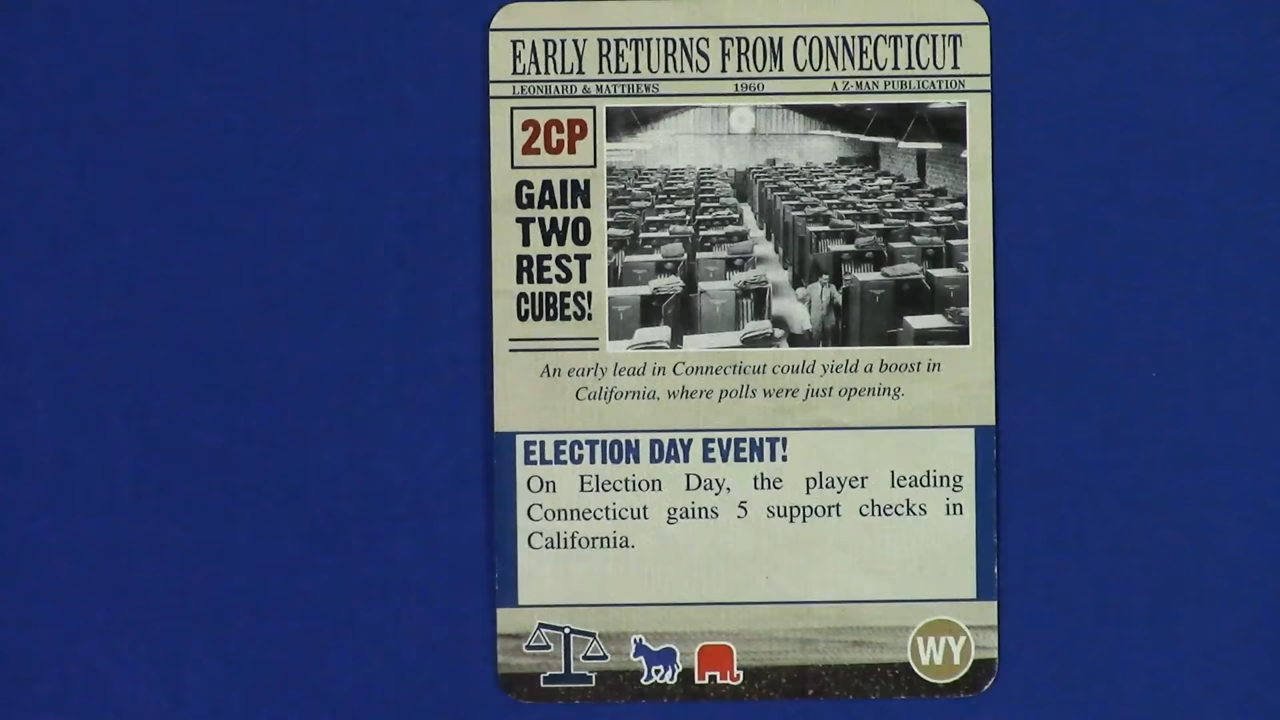 EARLY RETURNS FROM CONNECTICUT
LEONHARD & MATTHEWS 1960 A Z-MAN PUBLICATION
2CP
GAIN
TWO
REST
CUBES!
An early lead in Connecticut could yield a boost in
California, where polls were just opening.
ELECTION DAY EVENT!
On Election Day, the player leading
Connecticut gains 5 support checks in
California.
WY